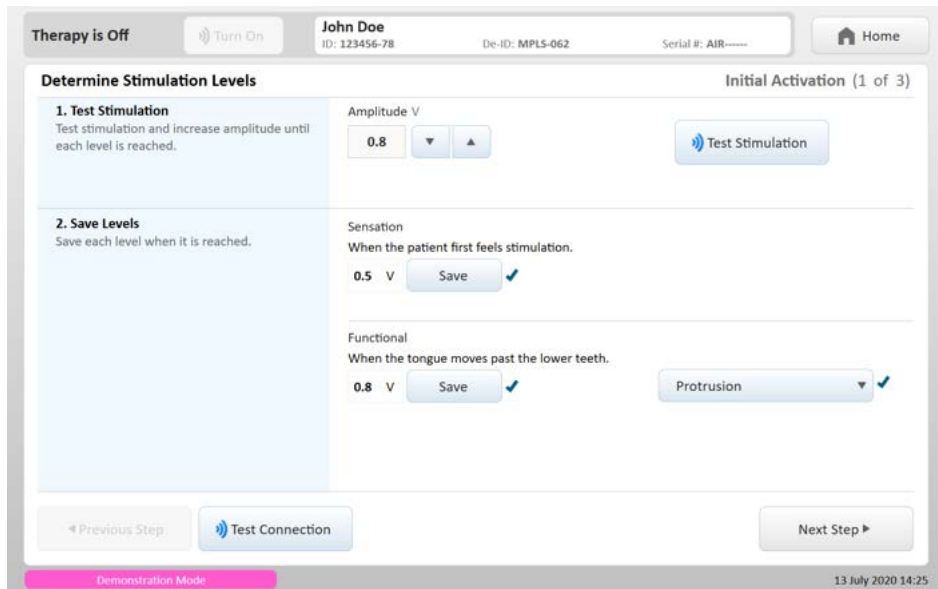 Therapy is Off
Turn On
John Doe
ID: 123456-78 De-ID: MPLS-062 Serial #: AIR------
Home
Determine Stimulation Levels
Initial Activation (1 of 3)
1. Test Stimulation
Test stimulation and increase amplitude until
each level is reached.
Amplitude V
0.8
Test Stimulation
2. Save Levels
Save each level when it is reached.
Sensation
When the patient first feels stimulation.
0.5 V Save
Functional
When the tongue moves past the lower teeth.
0.8 V Save
Protrusion
Previous Step
Test Connection
Next Step
Demonstration Mode
13 July 2020 14:25